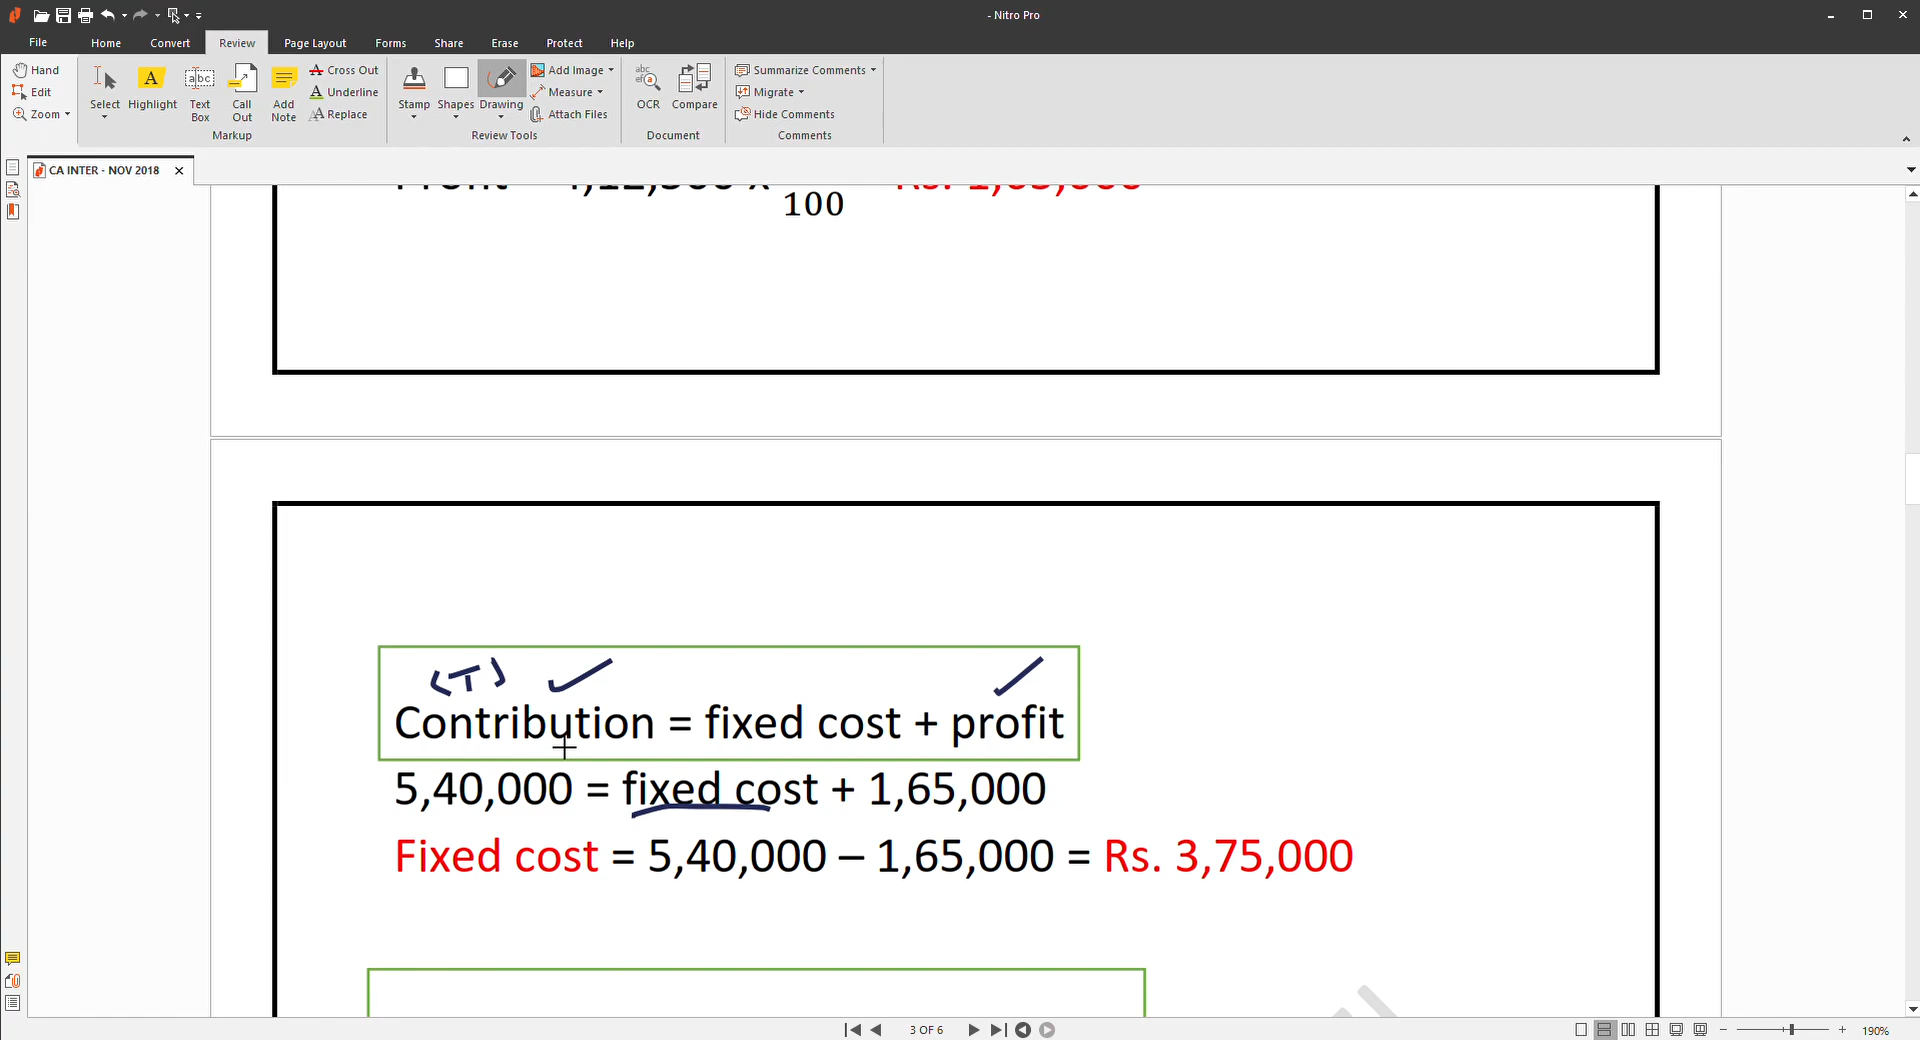 - Nitro Pro
File Home Convert Review Page Layout Forms Share Erase Protect Help
Hand
Edit
Zoom
Select
Highlight
Text Box
Call Out
Add Note
Cross Out
Underline
Replace
Markup
Stamp
Shapes
Drawing
Add Image
Measure
Attach Files
Review Tools
OCR
Compare
Document
Summarize Comments
Migrate
Hide Comments
Comments
CA INTER - NOV 2018
100
(T)
Contribution = fixed cost + profit
5,40,000 = fixed cost + 1,65,000
Fixed cost = 5,40,000 – 1,65,000 = Rs. 3,75,000
3 OF 6
190%